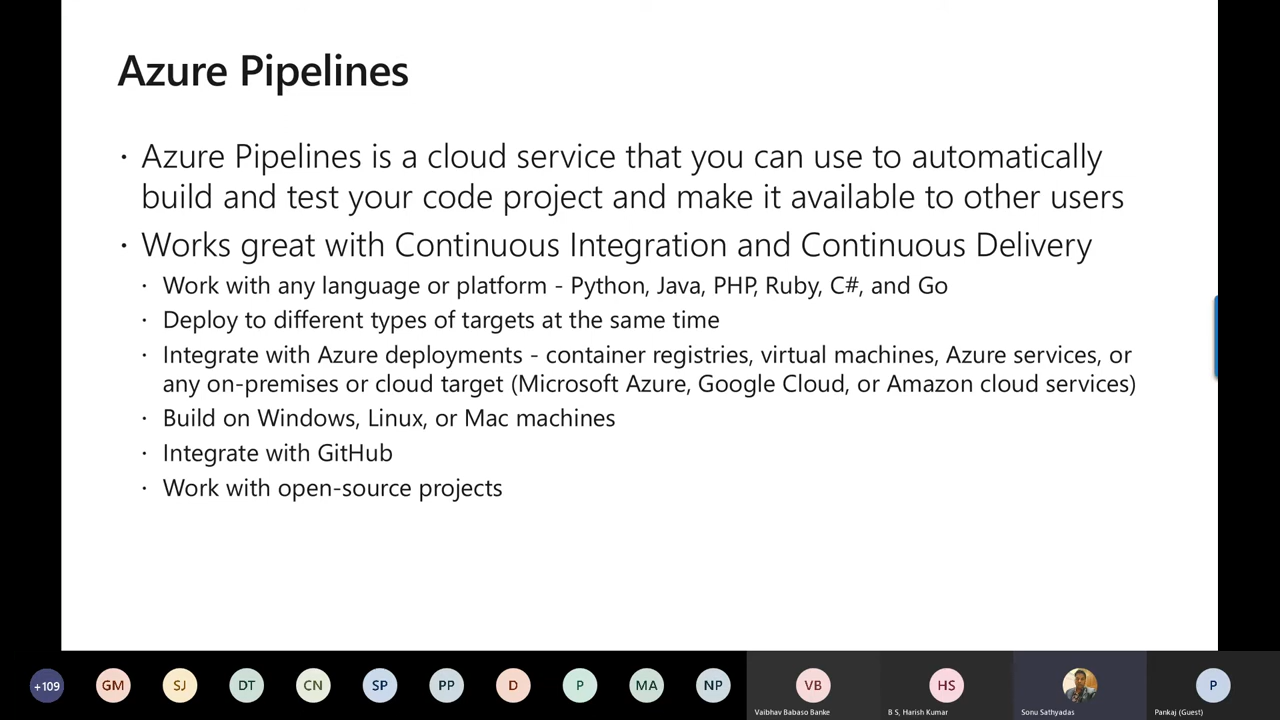 Azure Pipelines
· Azure Pipelines is a cloud service that you can use to automatically
build and test your code project and make it available to other users
· Works great with Continuous Integration and Continuous Delivery
· Work with any language or platform - Python, Java, PHP, Ruby, C#, and Go
· Deploy to different types of targets at the same time
· Integrate with Azure deployments - container registries, virtual machines, Azure services, or
any on-premises or cloud target (Microsoft Azure, Google Cloud, or Amazon cloud services)
· Build on Windows, Linux, or Mac machines
· Integrate with GitHub
· Work with open-source projects
+109 GM SJ DT CN SP PP D P MA NP VB HS P
Vaibhav Babaso Banke B S, Harish Kumar Sonu Sathyadas Pankaj (Guest)